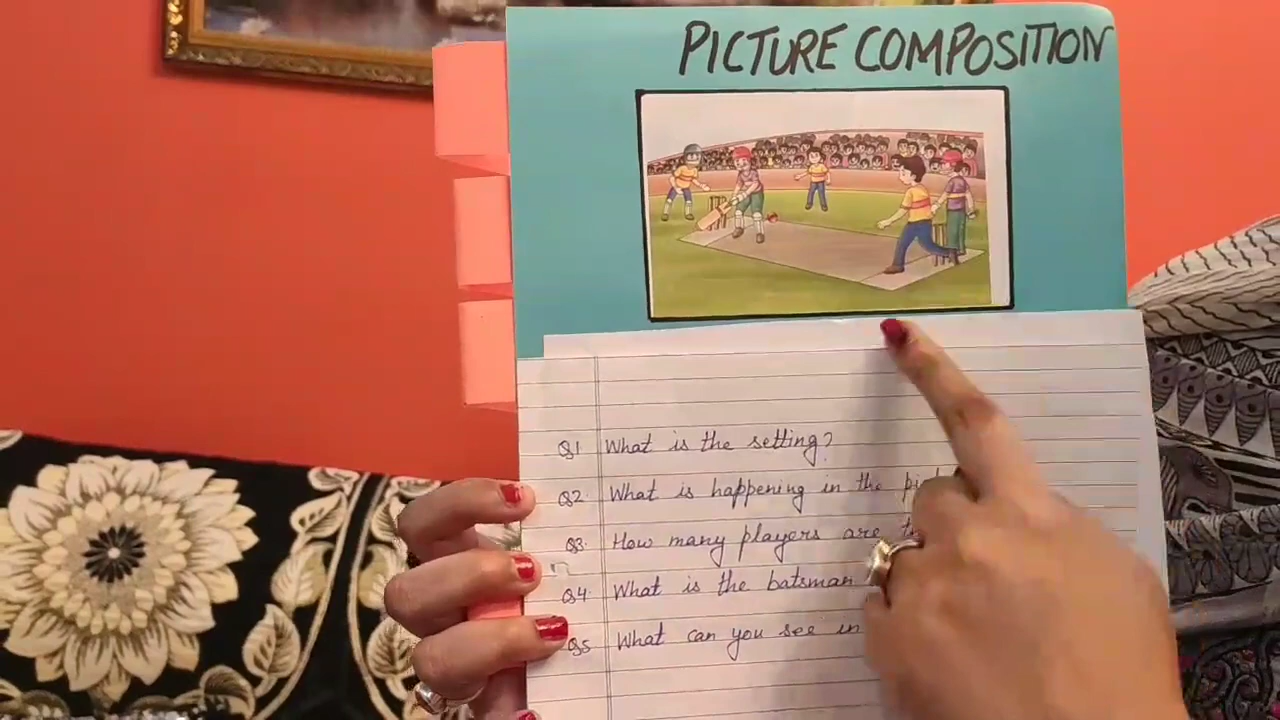 PICTURE COMPOSITION
Q1 What is the setting?
Q2. What is happening in the
Q3. How many players are
Q4. What is the batsman
Q5 What can you see in